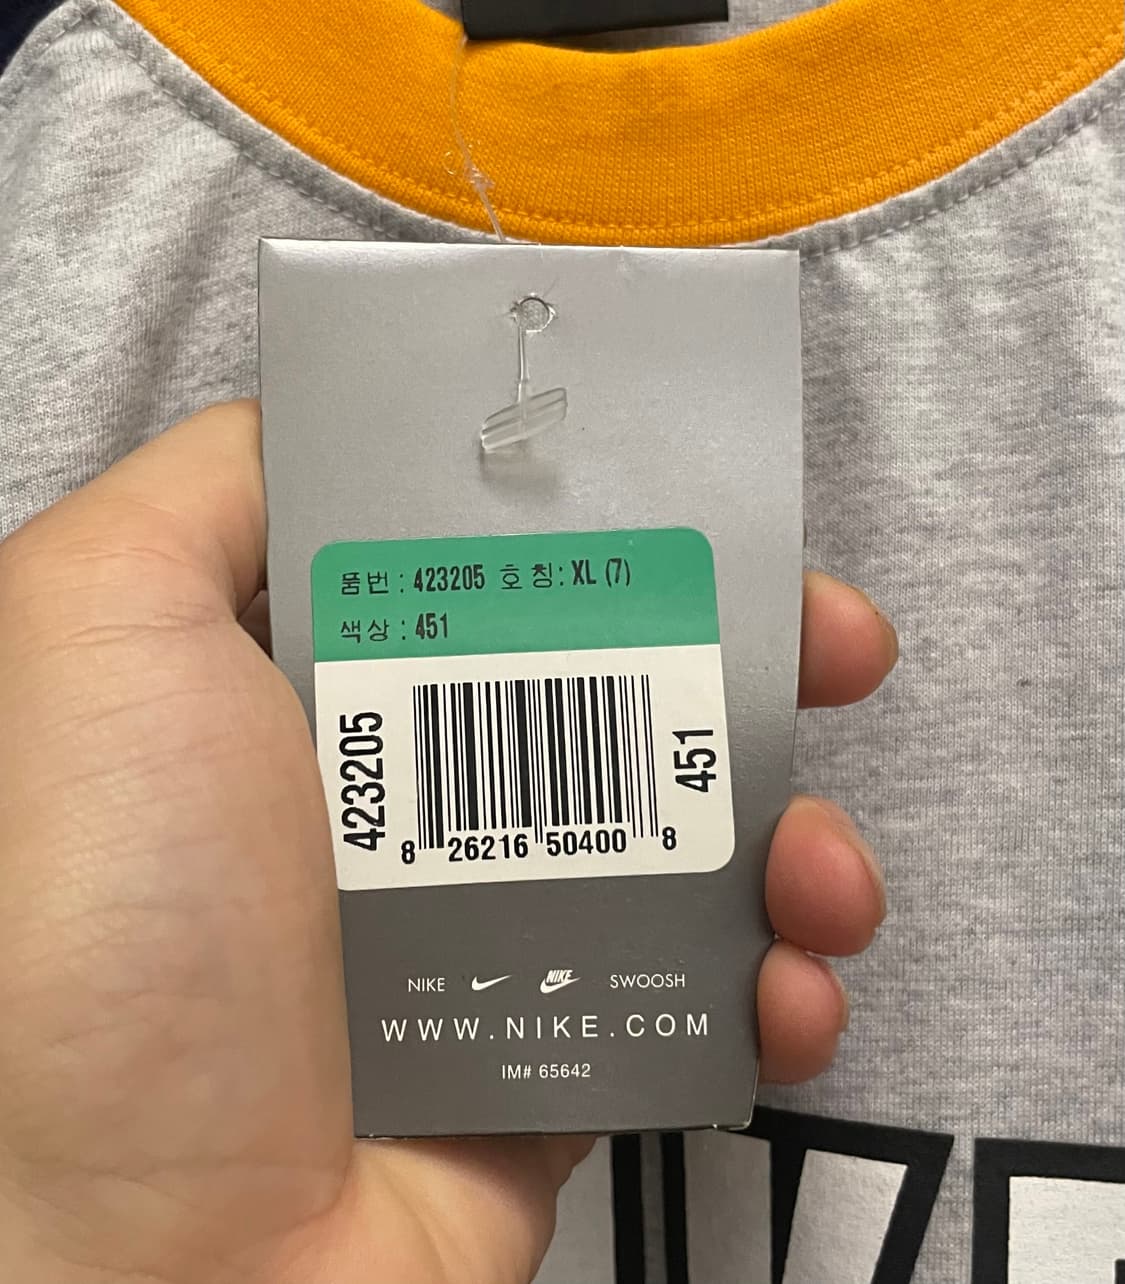 품번 : 423205 호칭: XL (7)
색상 : 451
423205
451
8 26216 50400 8
NIKE NIKE SWOOSH
WWW.NIKE.COM
IM# 65642